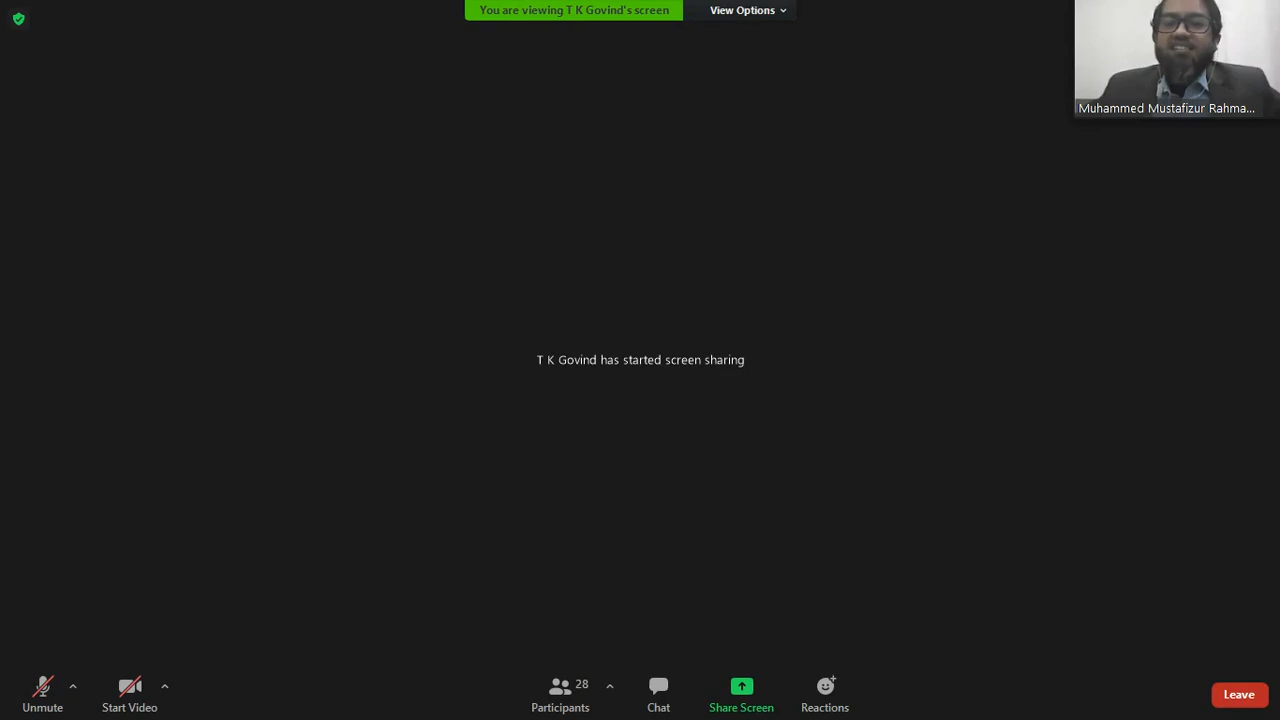 You are viewing T K Govind's screen
View Options
Muhammed Mustafizur Rahma...
T K Govind has started screen sharing
28
Unmute
Start Video
Participants
Chat
Share Screen
Reactions
Leave